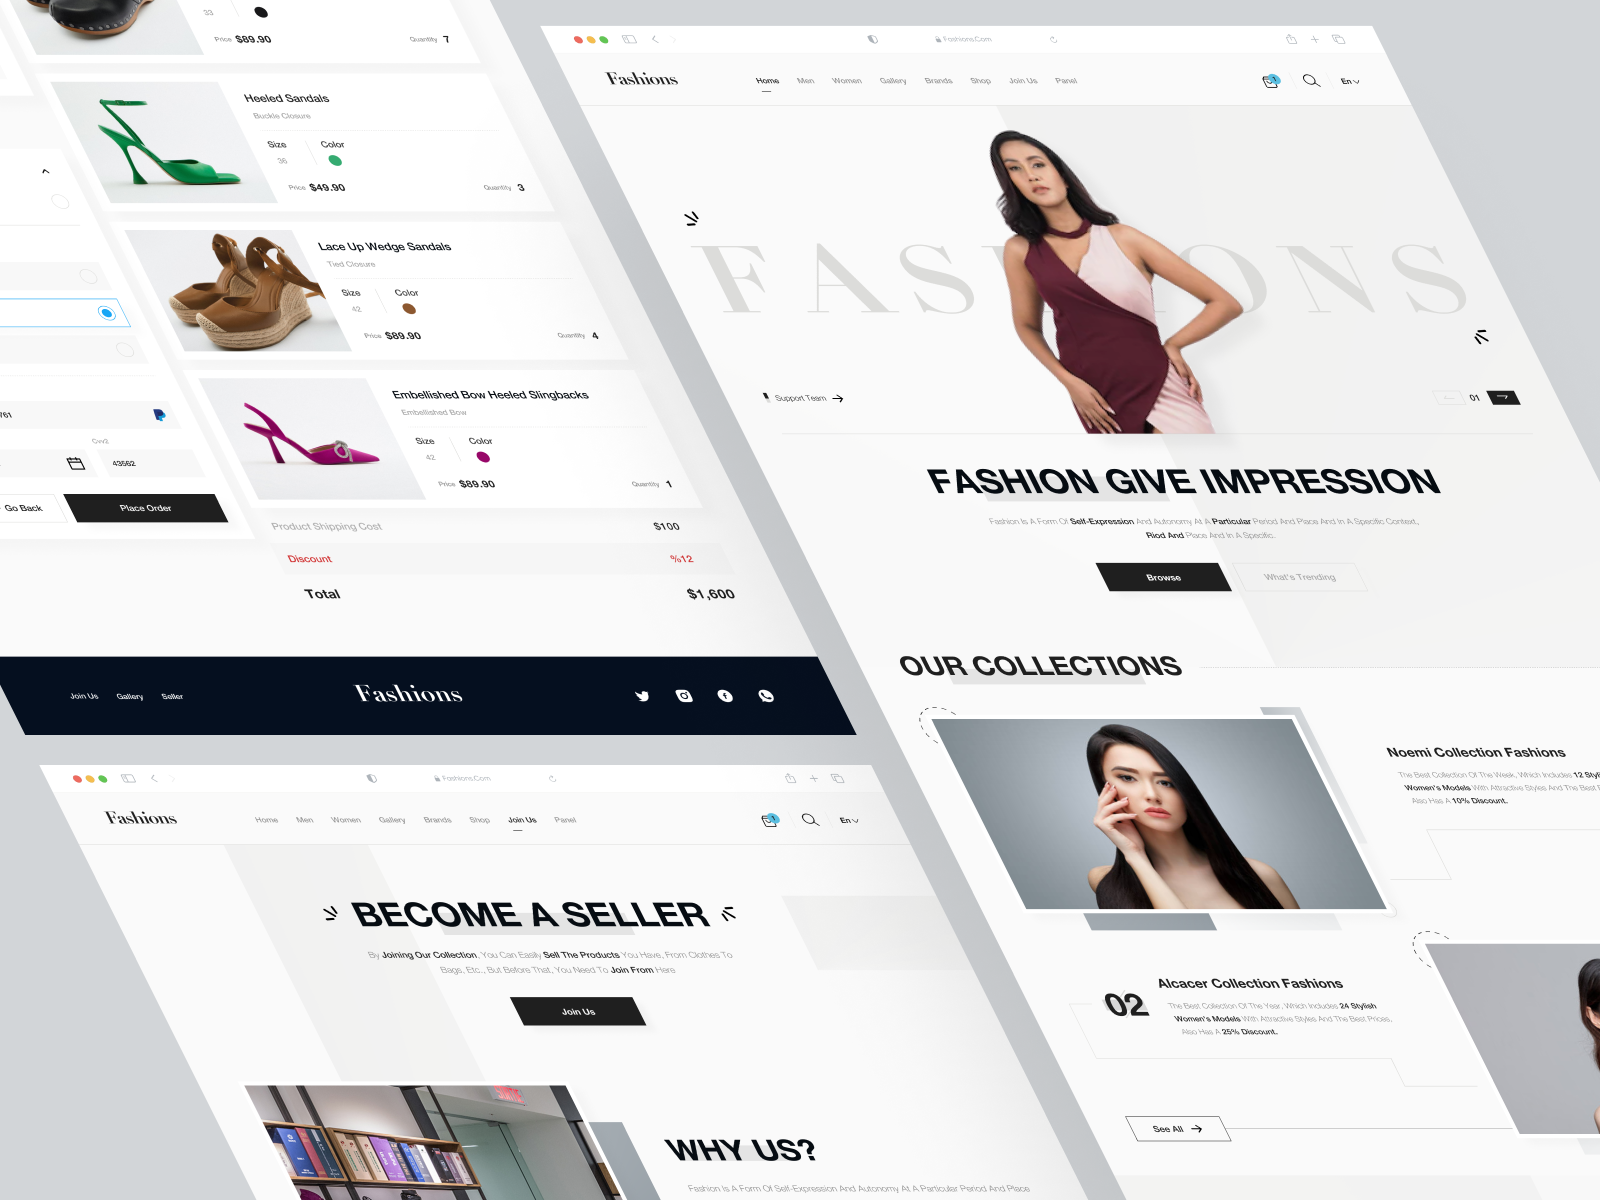 33
Price $89.90
Quantity 7
Heeled Sandals
Buckle Closure
Size
Color
36
Price $49.90
Quantity 3
Lace Up Wedge Sandals
Tied Closure
Size
Color
42
Price $89.90
Quantity 4
Embellished Bow Heeled Slingbacks
Embellished Bow
Size
Color
42
Price $89.90
Quantity 1
Product Shipping Cost
$100
Discount
%12
Total
$1,600
761
Cvv2
43562
Go Back
Place Order
Join Us
Gallery
Seller
Fashions
Fashions.Com
Fashions
Home
Men
Women
Gallery
Brands
Shop
Join Us
Panel
1
En
BECOME A SELLER
By Joining Our Collection, You Can Easily Sell The Products You Have, From Clothes To
Bags, Etc., But Before That, You Need To Join From Here
Join Us
WHY US?
Fashion Is A Form Of Self-Expression And Autonomy At A Particular Period And Place
Fashions.Com
Fashions
Home
Men
Women
Gallery
Brands
Shop
Join Us
Panel
1
En
FASHIONS
Support Team
01
FASHION GIVE IMPRESSION
Fashion Is A Form Of Self-Expression And Autonomy At A Particular Period And Place And In A Specific Context,
Riod And Place And In A Specific.
Browse
What's Trending
OUR COLLECTIONS
Noemi Collection Fashions
The Best Collection Of The Week, Which Includes 12 Styli
Women's Models With Attractive Styles And The Best
Also Has A 10% Discount.
02
Alcacer Collection Fashions
The Best Collection Of The Year, Which Includes 24 Stylish
Women's Models With Attractive Styles And The Best Prices,
Also Has A 25% Discount.
See All